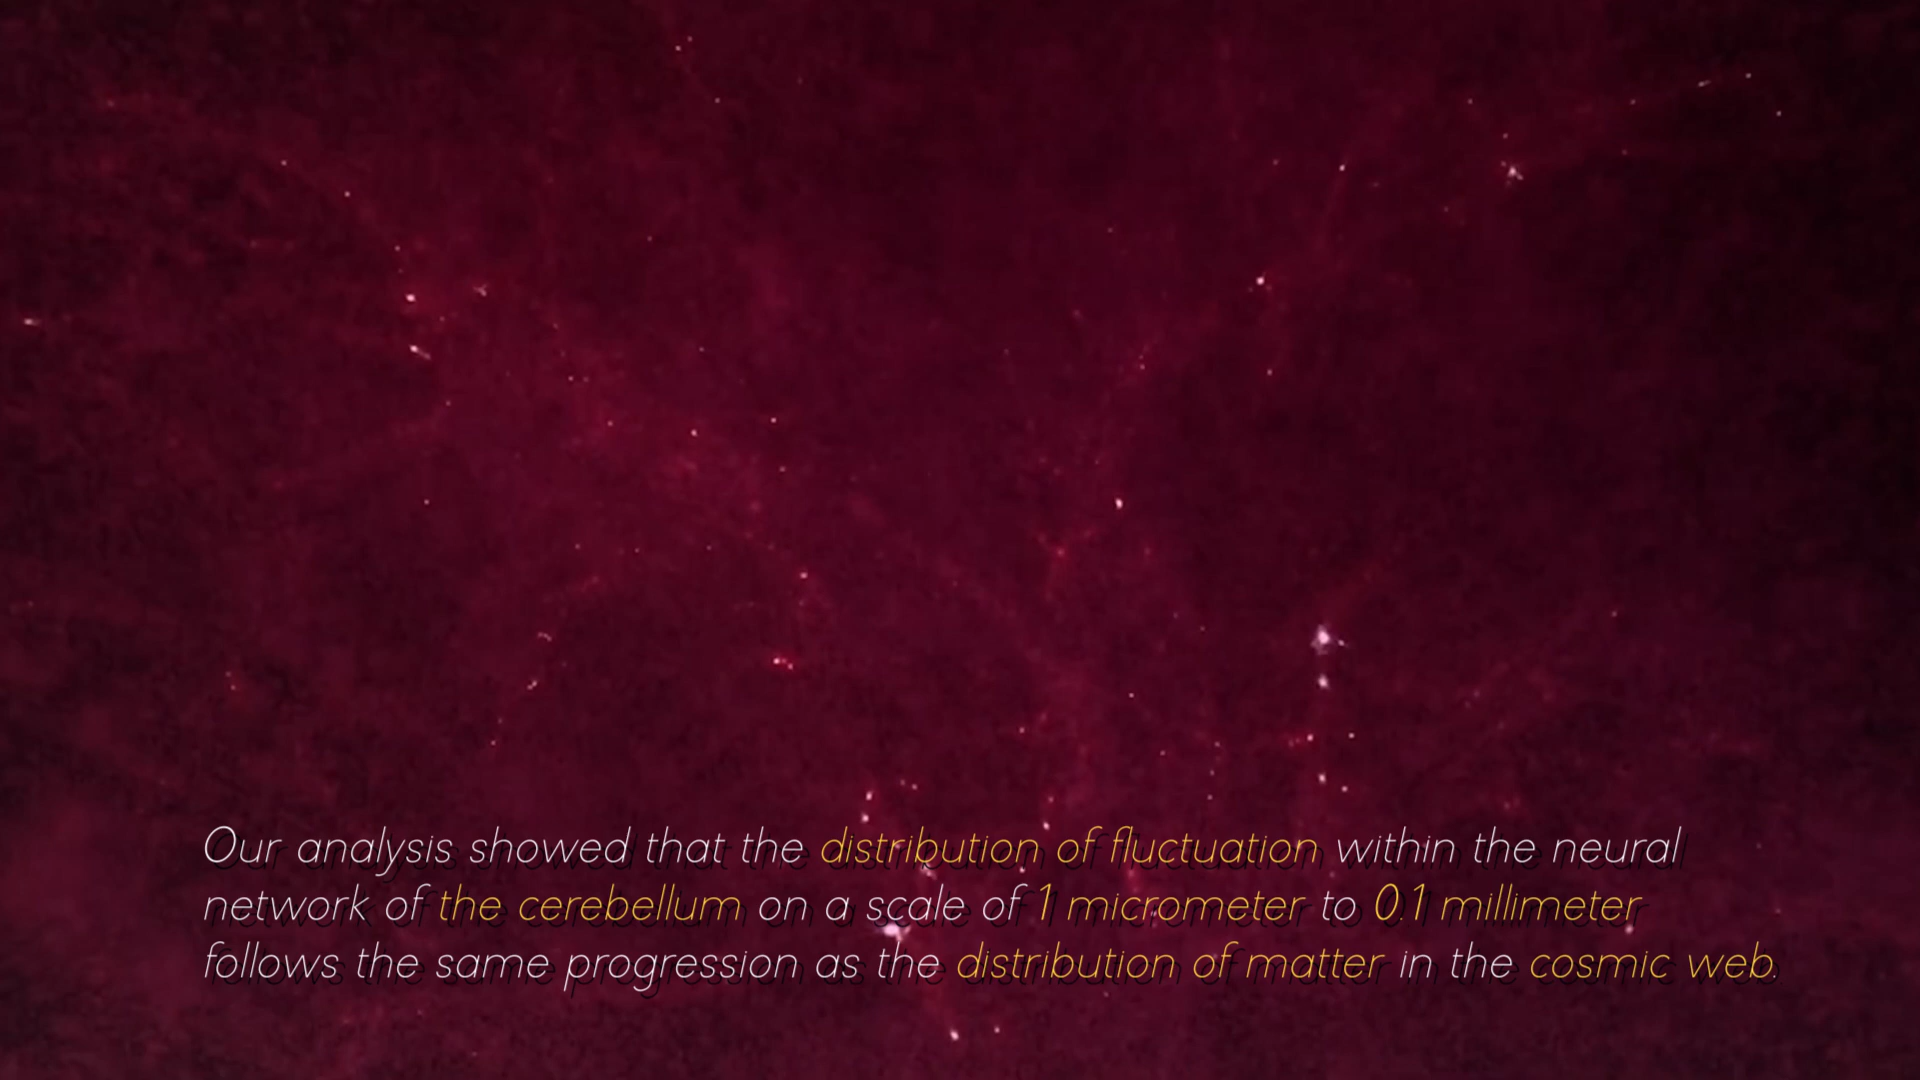 Our analysis showed that the distribution of fluctuation within the neural
network of the cerebellum on a scale of 1 micrometer to 0.1 millimeter
follows the same progression as the distribution of matter in the cosmic web.